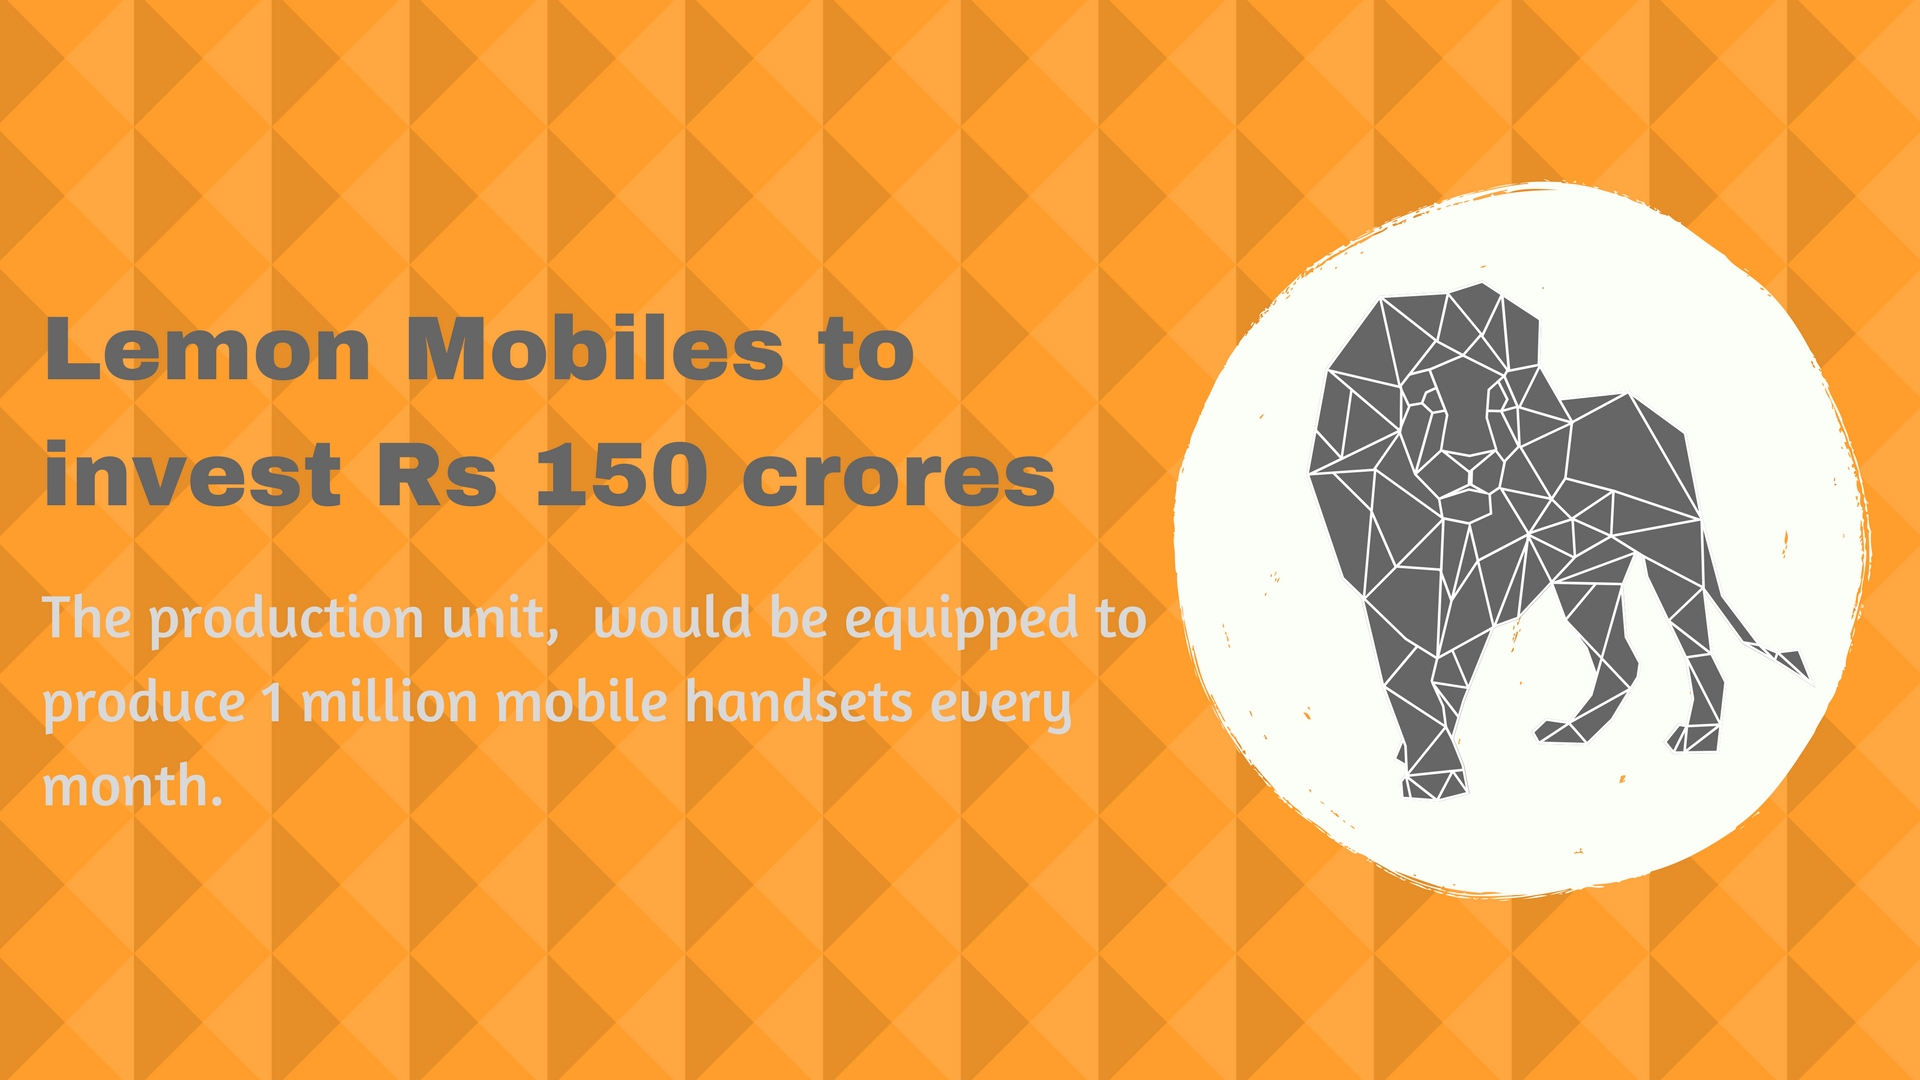 Lemon Mobiles to
invest Rs 150 crores
The production unit,  would be equipped to
produce 1 million mobile handsets every
month.